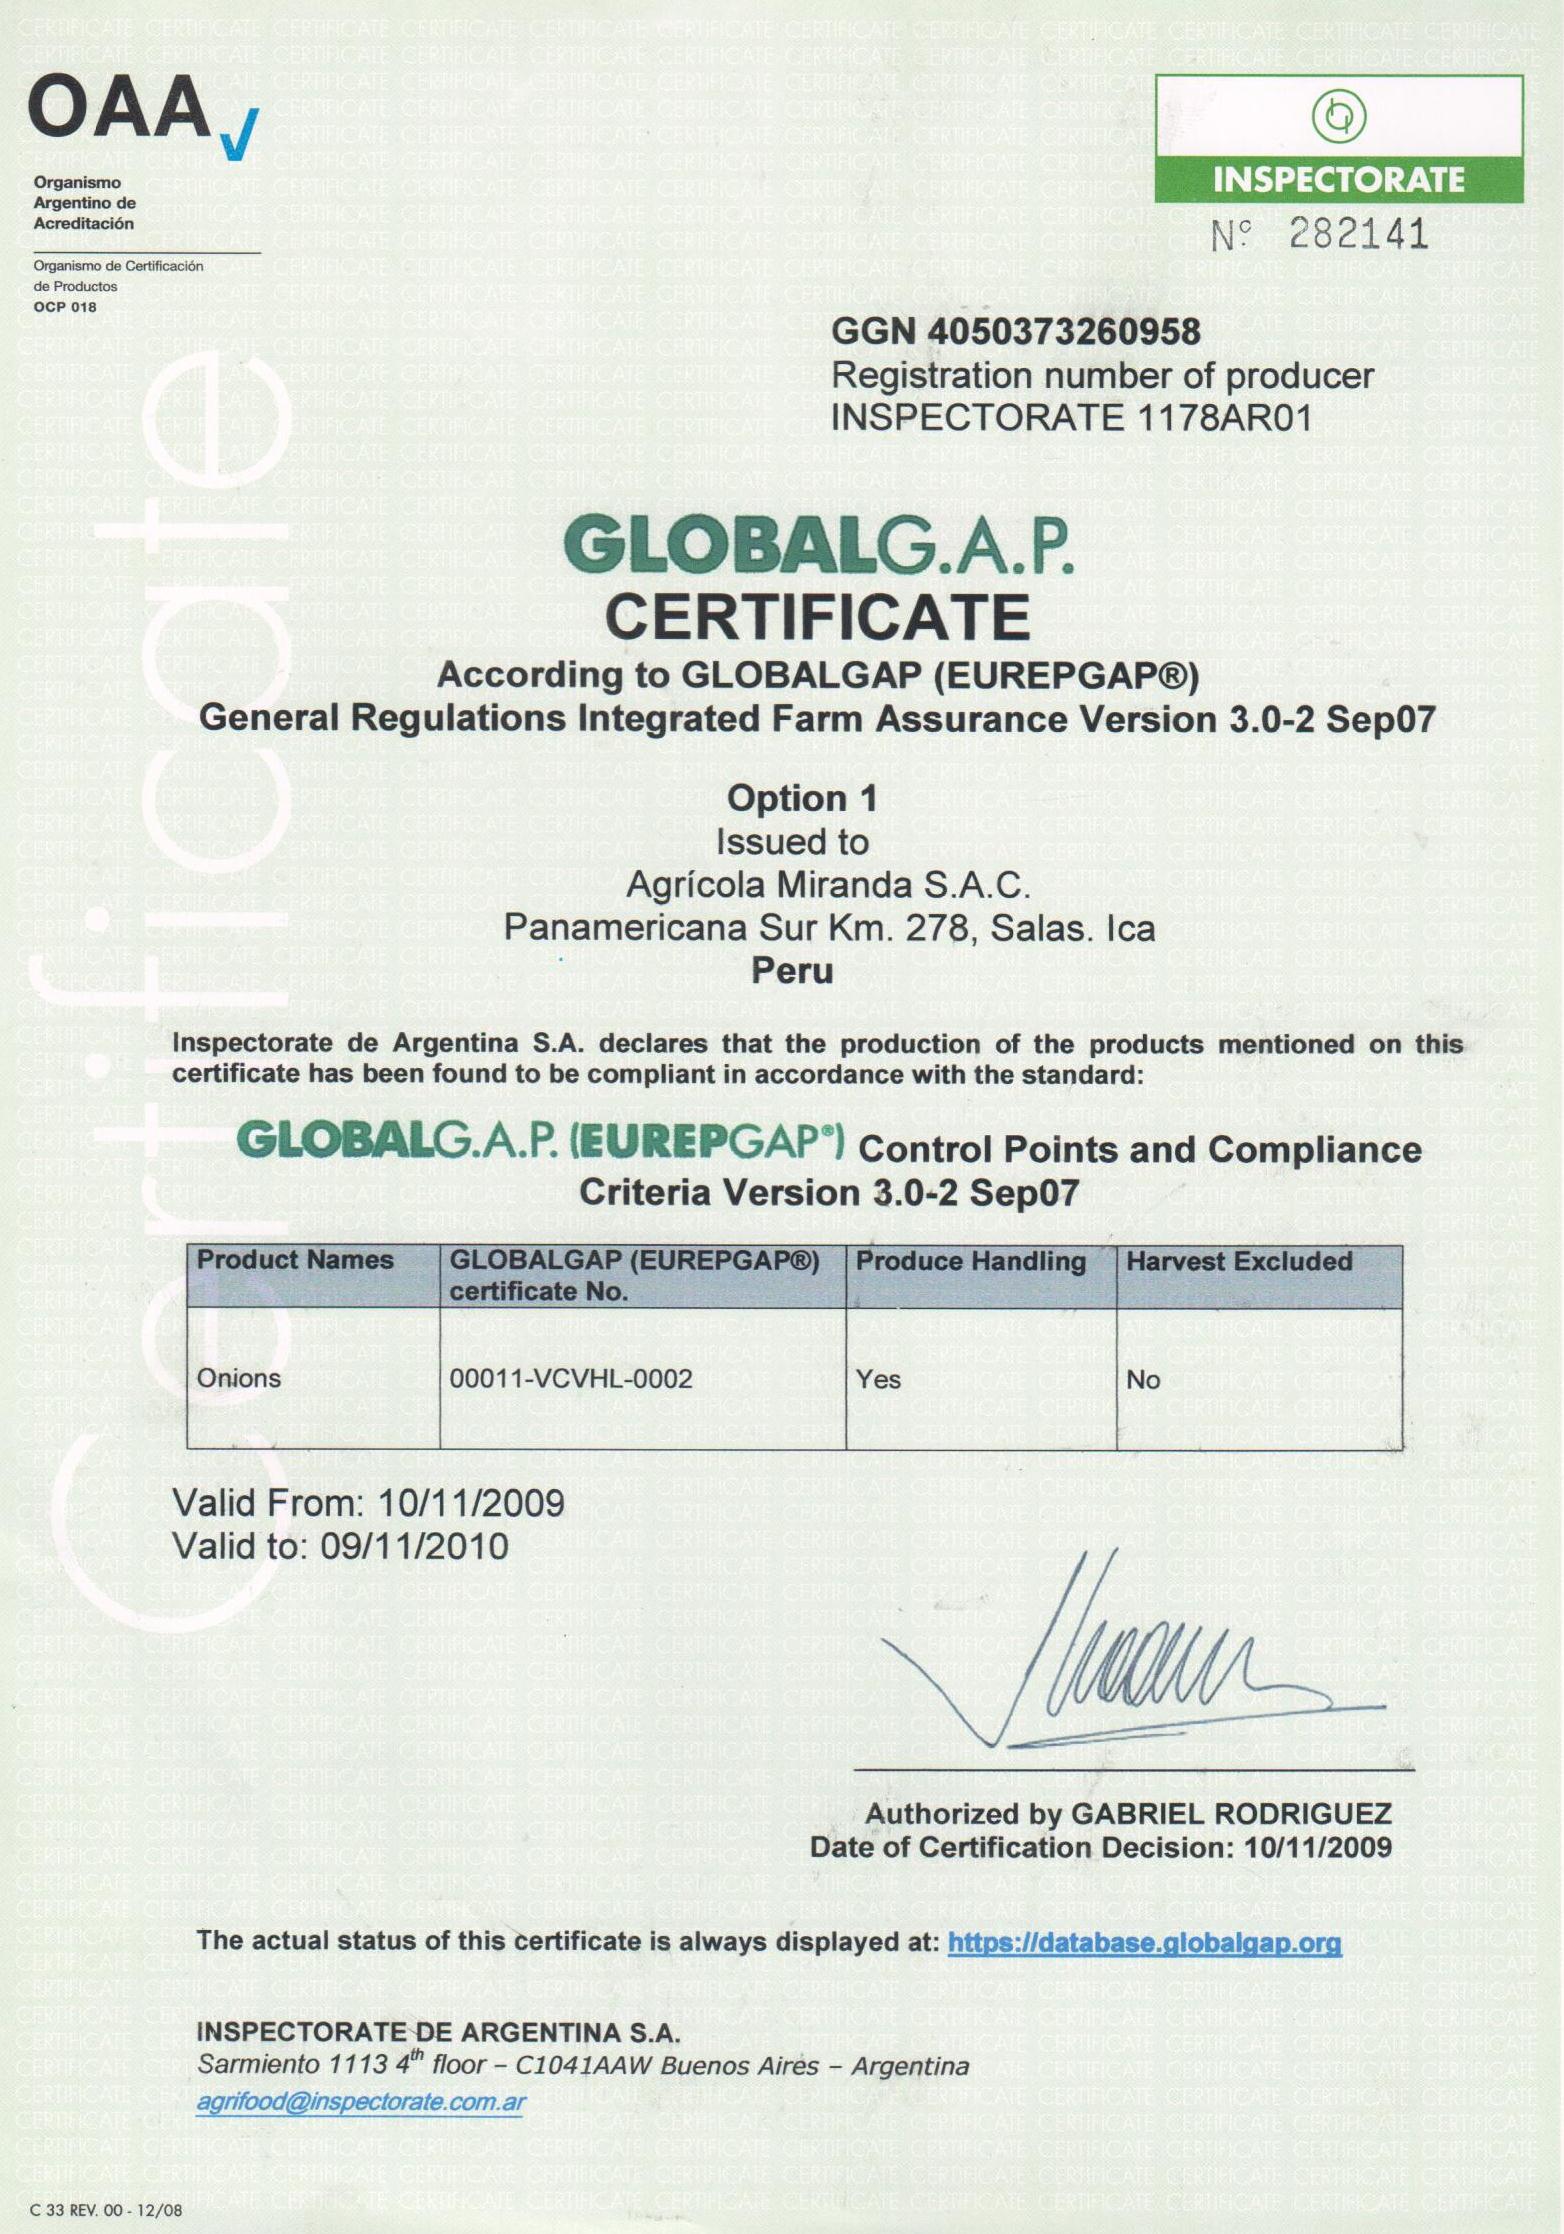 OAA
Organismo
Argentino de
Acreditación
Organismo de Certificación
de Productos
OCP 018
INSPECTORATE
Nº 282141
GGN 4050373260958
Registration number of producer
INSPECTORATE 1178AR01
Certificate
GLOBALG.A.P.
CERTIFICATE
According to GLOBALGAP (EUREPGAP®)
General Regulations Integrated Farm Assurance Version 3.0-2 Sep07
Option 1
Issued to
Agrícola Miranda S.A.C.
Panamericana Sur Km. 278, Salas. Ica
Peru
Inspectorate de Argentina S.A. declares that the production of the products mentioned on this
certificate has been found to be compliant in accordance with the standard:
GLOBALG.A.P. (EUREPGAP®) Control Points and Compliance
Criteria Version 3.0-2 Sep07
Product Names GLOBALGAP (EUREPGAP®) Produce Handling Harvest Excluded
certificate No.
Onions 00011-VCVHL-0002 Yes No
Valid From: 10/11/2009
Valid to: 09/11/2010
Authorized by GABRIEL RODRIGUEZ
Date of Certification Decision: 10/11/2009
The actual status of this certificate is always displayed at: https://database.globalgap.org
INSPECTORATE DE ARGENTINA S.A.
Sarmiento 1113 4th floor – C1041AAW Buenos Aires – Argentina
agrifood@inspectorate.com.ar
C 33 REV. 00 - 12/08